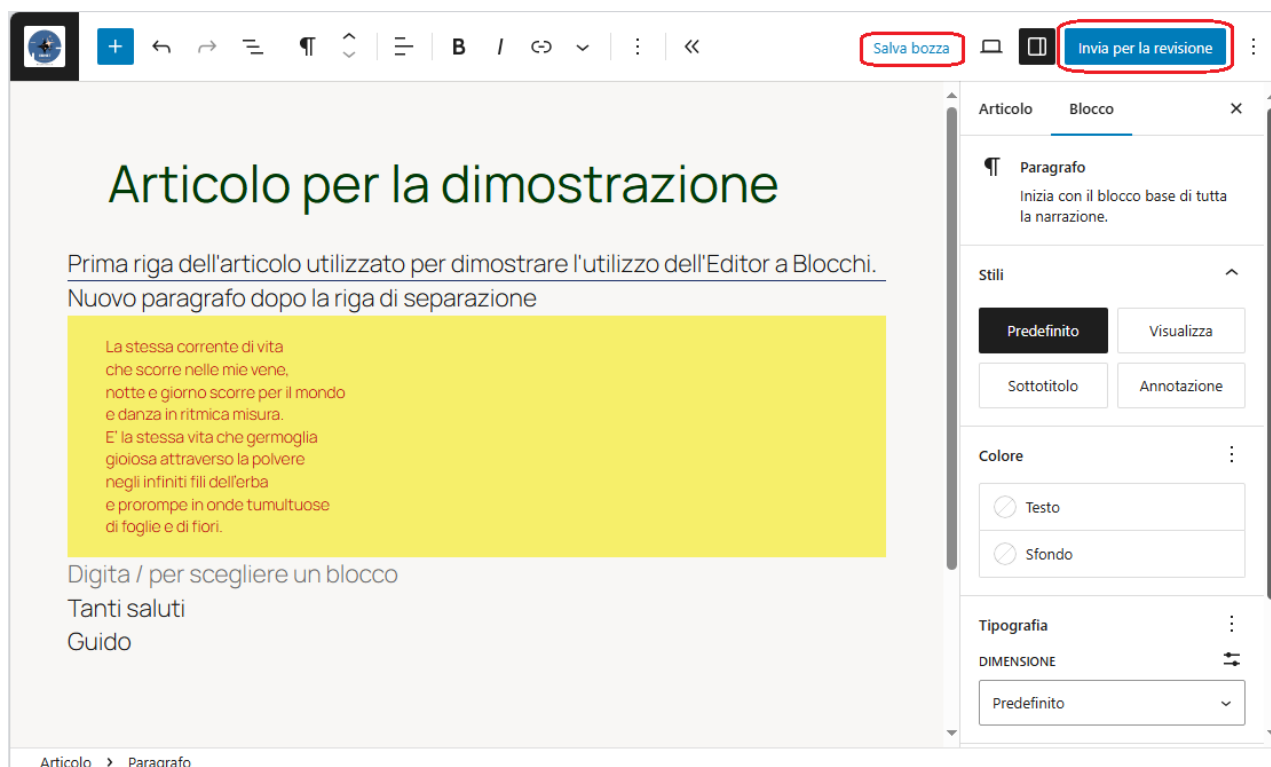 Salva bozza
Invia per la revisione
Articolo per la dimostrazione
Prima riga dell'articolo utilizzato per dimostrare l'utilizzo dell'Editor a Blocchi.
Nuovo paragrafo dopo la riga di separazione
La stessa corrente di vita
che scorre nelle mie vene,
notte e giorno scorre per il mondo
e danza in ritmica misura.
E' la stessa vita che germoglia
gioiosa attraverso la polvere
negli infiniti fili dell'erba
e prorompe in onde tumultuose
di foglie e di fiori.
Digita / per scegliere un blocco
Tanti saluti
Guido
Articolo Blocco
Paragrafo
Inizia con il blocco base di tutta
la narrazione.
Stili
Predefinito Visualizza
Sottotitolo Annotazione
Colore
Testo
Sfondo
Tipografia
DIMENSIONE
Predefinito
Articolo > Paragrafo